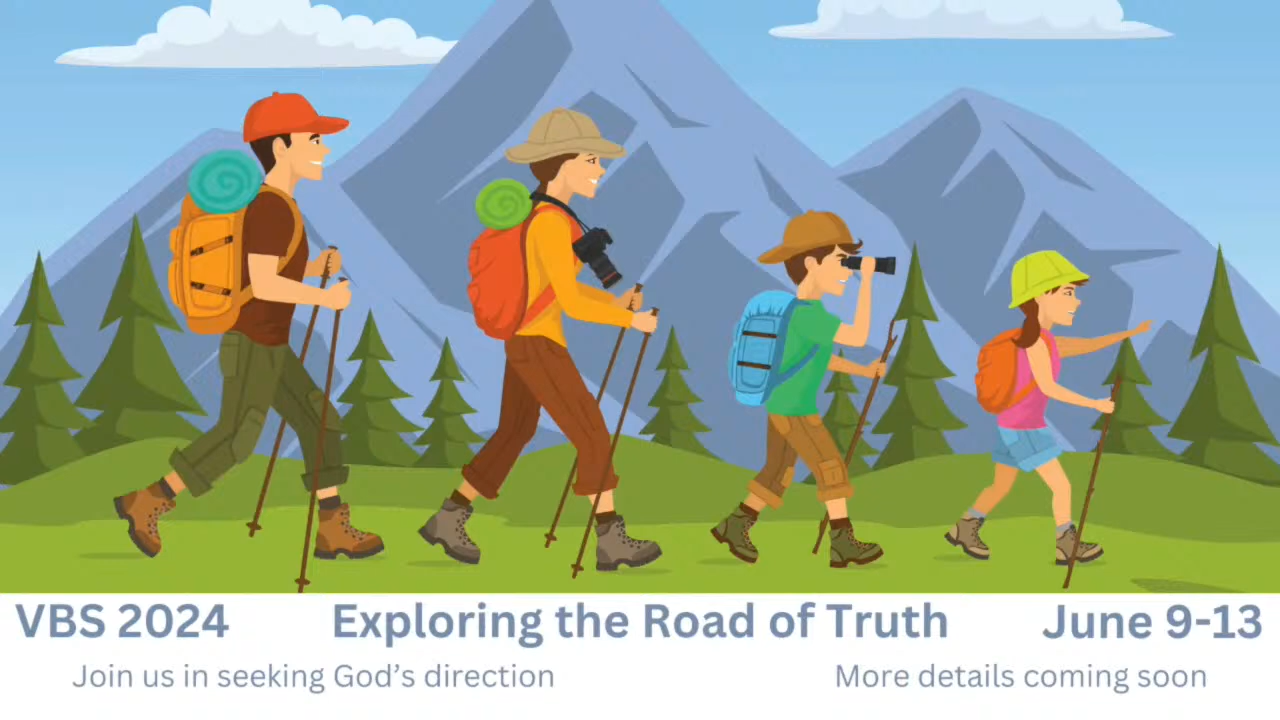 VBS 2024 Exploring the Road of Truth June 9-13
Join us in seeking God’s direction More details coming soon